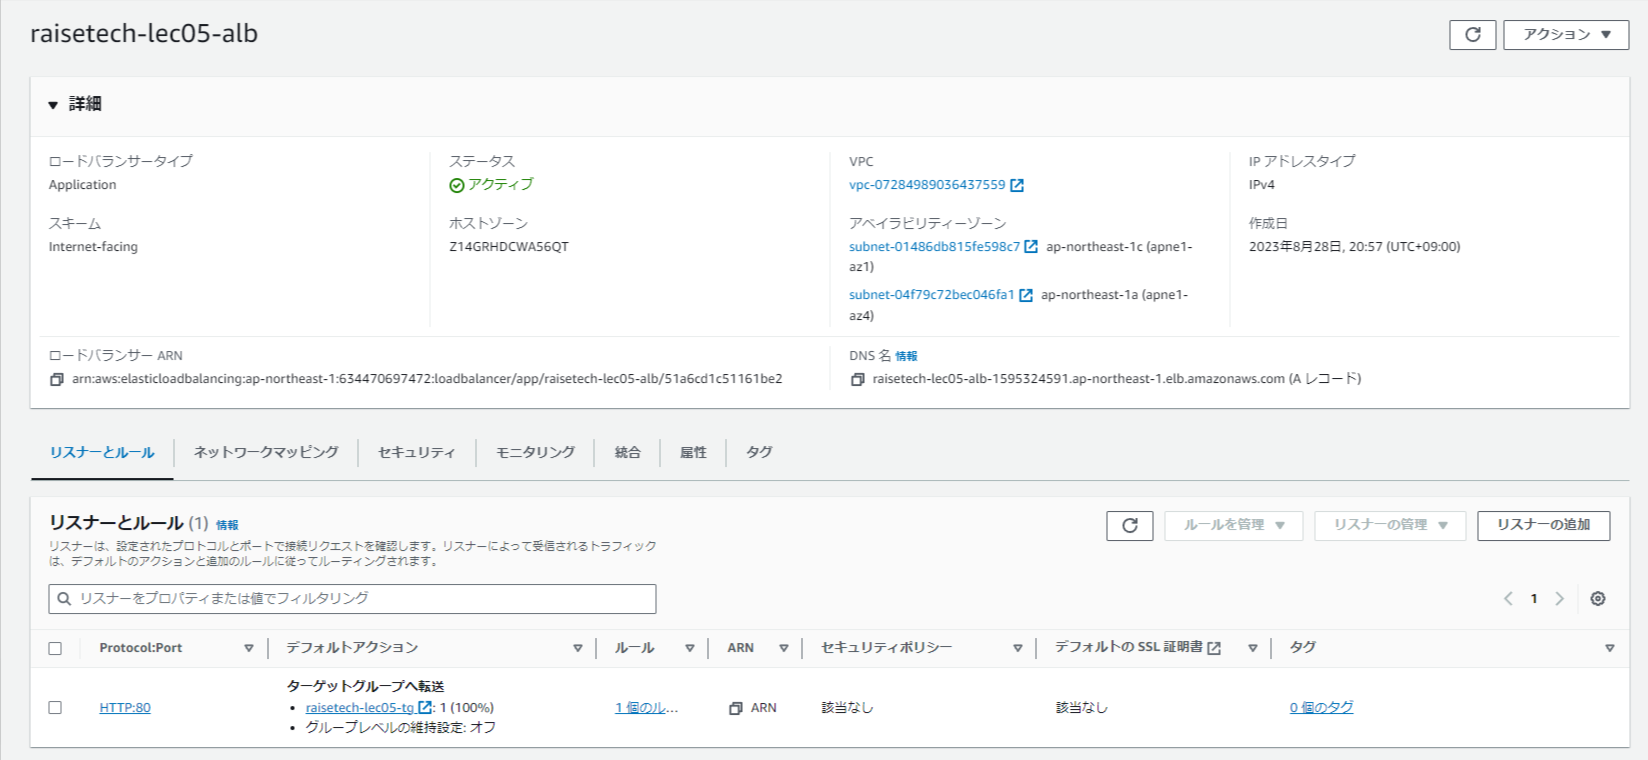 raisetech-lec05-alb
アクション
詳細
ロードバランサータイプ
Application
ステータス
アクティブ
VPC
vpc-07284989036437559
IP アドレスタイプ
IPv4
スキーム
Internet-facing
ホストゾーン
Z14GRHDCWA56QT
アベイラビリティーゾーン
subnet-01486db815fe598c7 ap-northeast-1c (apne1-
az1)
subnet-04f79c72bec046fa1 ap-northeast-1a (apne1-
az4)
作成日
2023年8月28日, 20:57 (UTC+09:00)
ロードバランサー ARN
arn:aws:elasticloadbalancing:ap-northeast-1:634470697472:loadbalancer/app/raisetech-lec05-alb/51a6cd1c51161be2
DNS 名 情報
raisetech-lec05-alb-1595324591.ap-northeast-1.elb.amazonaws.com (A レコード)
リスナーとルール
ネットワークマッピング
セキュリティ
モニタリング
統合
属性
タグ
リスナーとルール (1) 情報
リスナーは、設定されたプロトコルとポートで接続リクエストを確認します。リスナーによって受信されるトラフィック
は、デフォルトのアクションと追加のルールに従ってルーティングされます。
ルールを管理
リスナーの管理
リスナーの追加
リスナーをプロパティまたは値でフィルタリング
1
Protocol:Port
デフォルトアクション
ルール
ARN
セキュリティポリシー
デフォルトの SSL 証明書
タグ
HTTP:80
ターゲットグループへ転送
• raisetech-lec05-tg : 1 (100%)
• グループレベルの維持設定: オフ
1 個のル...
ARN
該当なし
該当なし
0 個のタグ